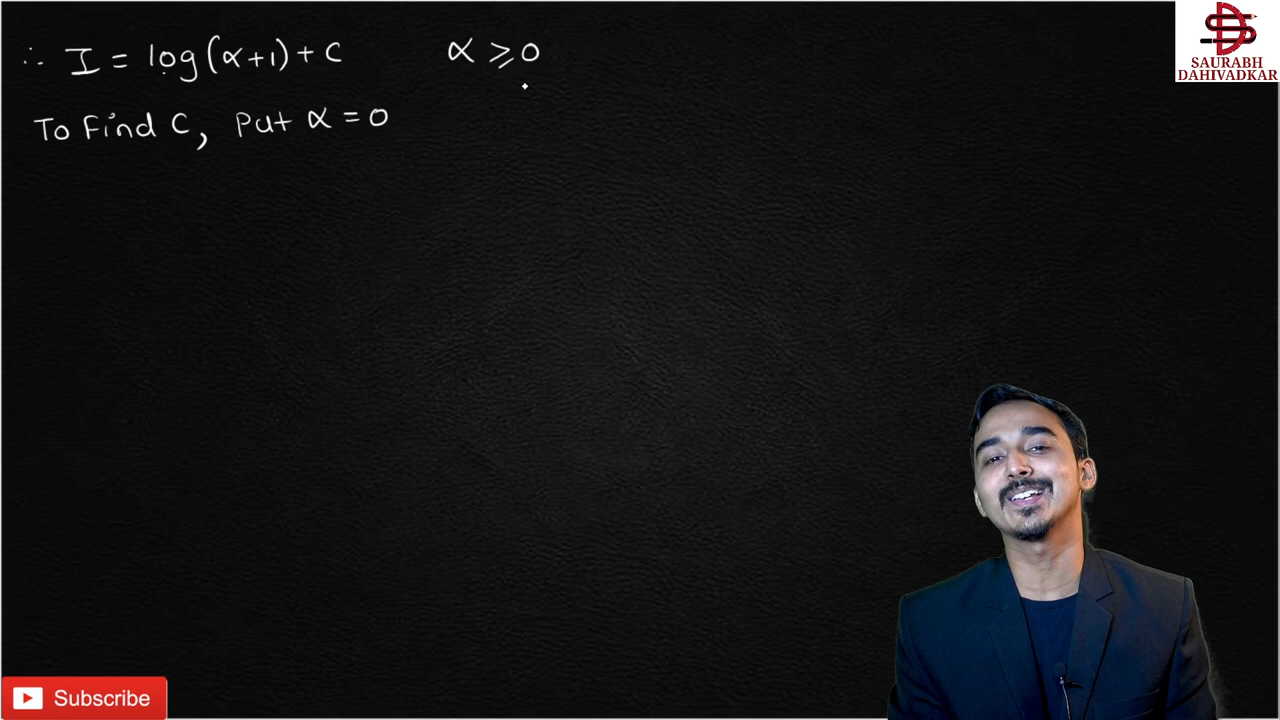 ∴ I = log(α+1) + C α ≥ 0
To Find C, Put α = 0
SAURABH
DAHIVADKAR
Subscribe